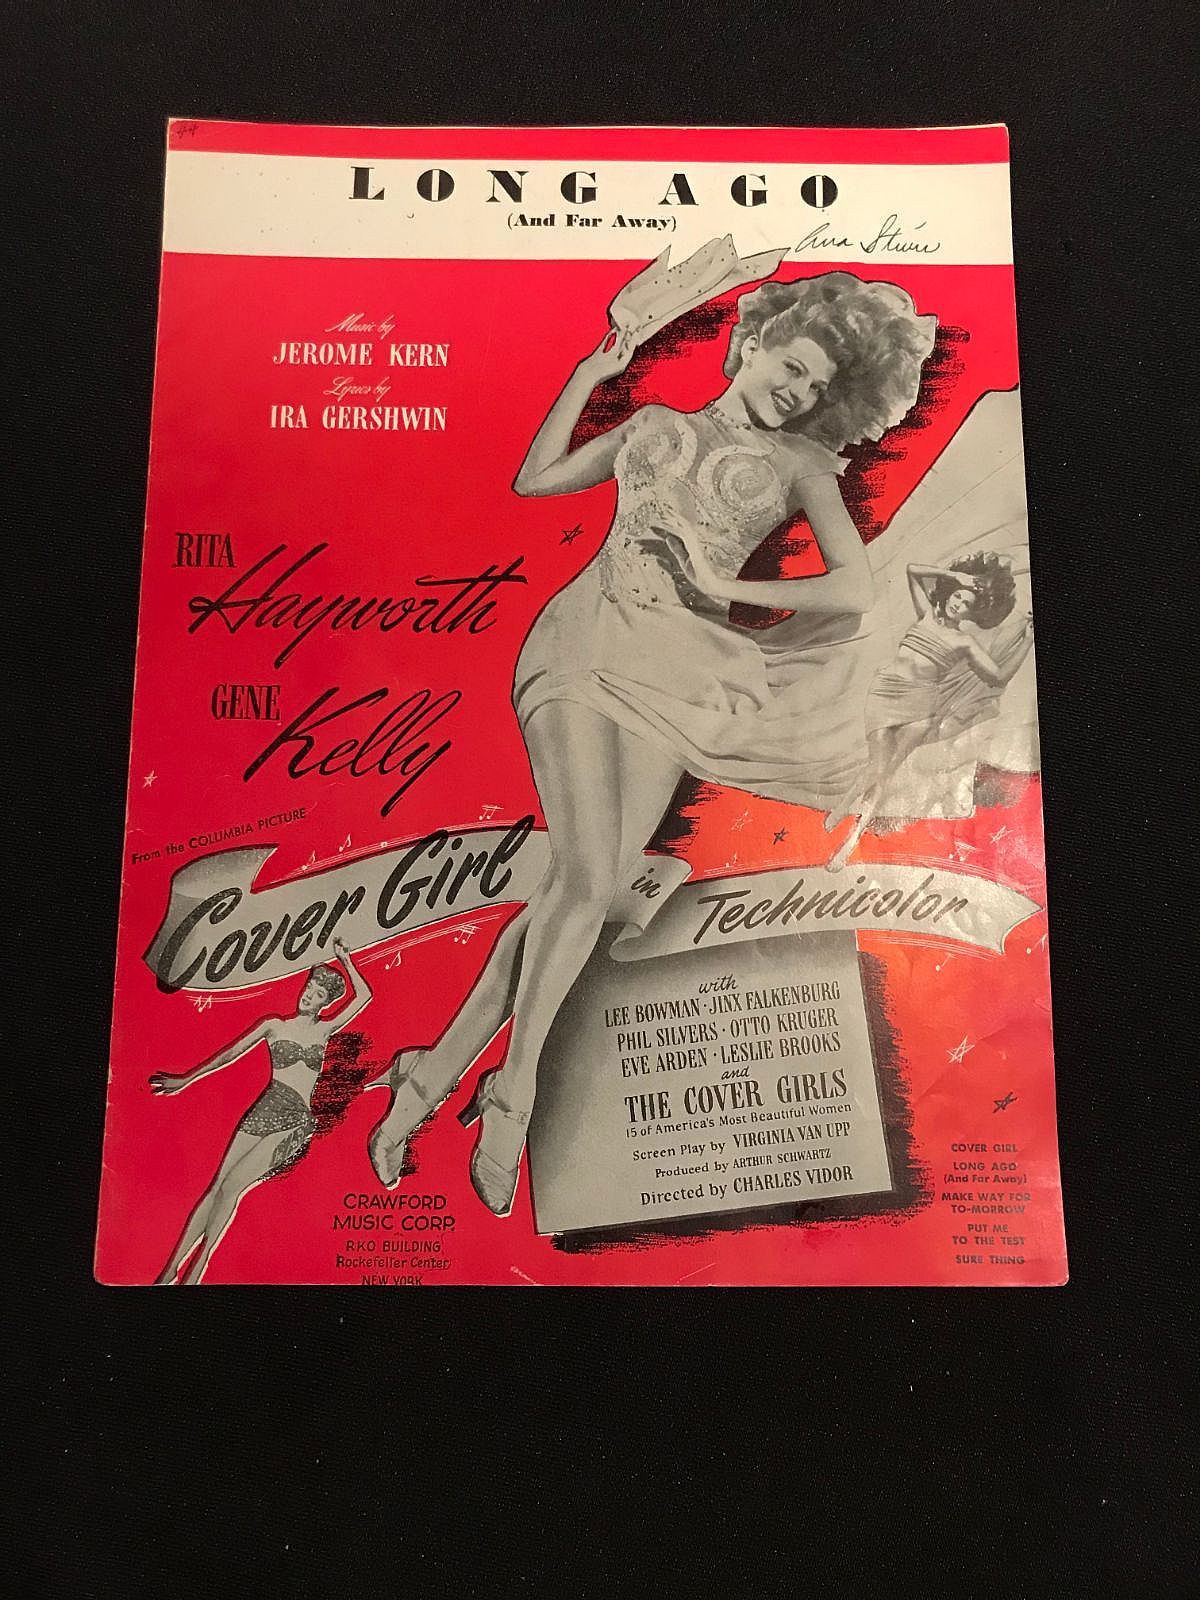 44
LONG AGO
(And Far Away)
Music by
JEROME KERN
Lyrics by
IRA GERSHWIN
RITA
Hayworth
GENE
Kelly
From the COLUMBIA PICTURE
Cover Girl
in Technicolor
with
LEE BOWMAN · JINX FALKENBURG
PHIL SILVERS · OTTO KRUGER
EVE ARDEN · LESLIE BROOKS
and
THE COVER GIRLS
15 of America's Most Beautiful Women
Screen Play by VIRGINIA VAN UPP
Produced by ARTHUR SCHWARTZ
Directed by CHARLES VIDOR
CRAWFORD
MUSIC CORP.
RKO BUILDING
Rockefeller Center
NEW YORK
COVER GIRL
LONG AGO
(And Far Away)
MAKE WAY FOR
TO-MORROW
PUT ME
TO THE TEST
SURE THING